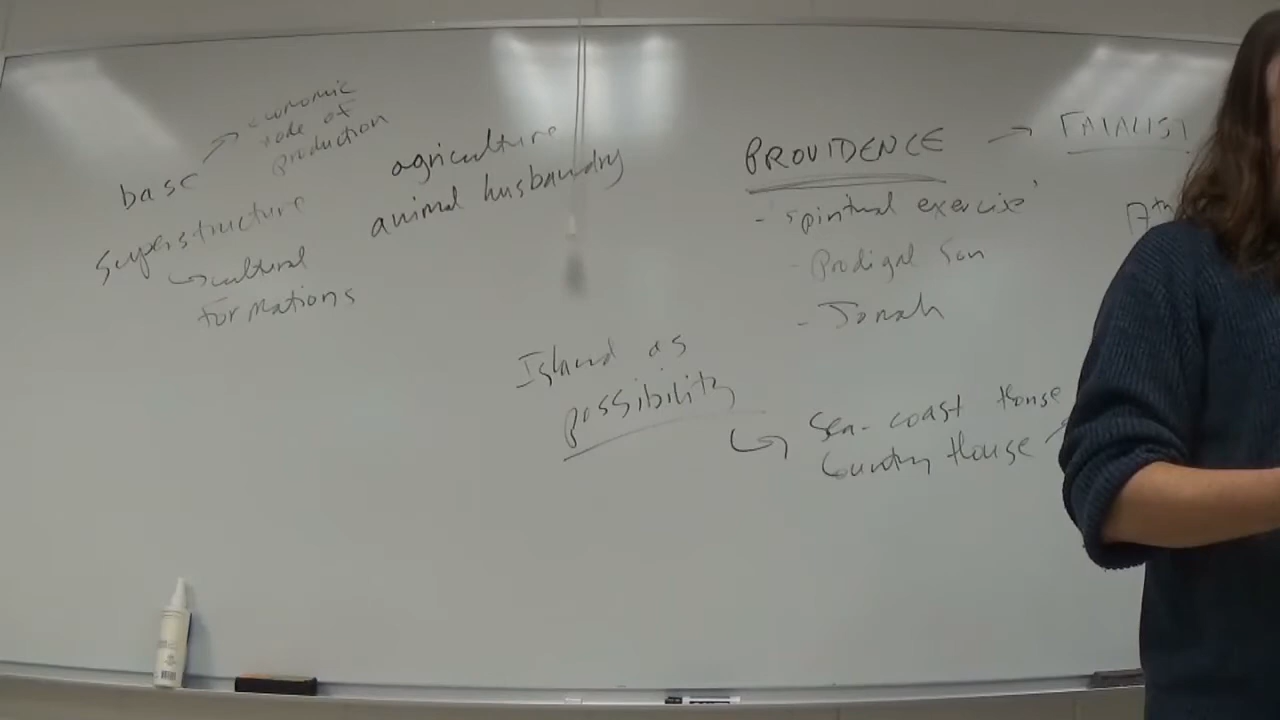 base → economic
mode of
production
superstructure
↳ cultural
formations
agriculture
animal husbandry
PROVIDENCE → FATALIST
- 'spiritual exercise'
- Prodigal Son
- Jonah
Island as
possibility
↳ Sea-coast House
Country House